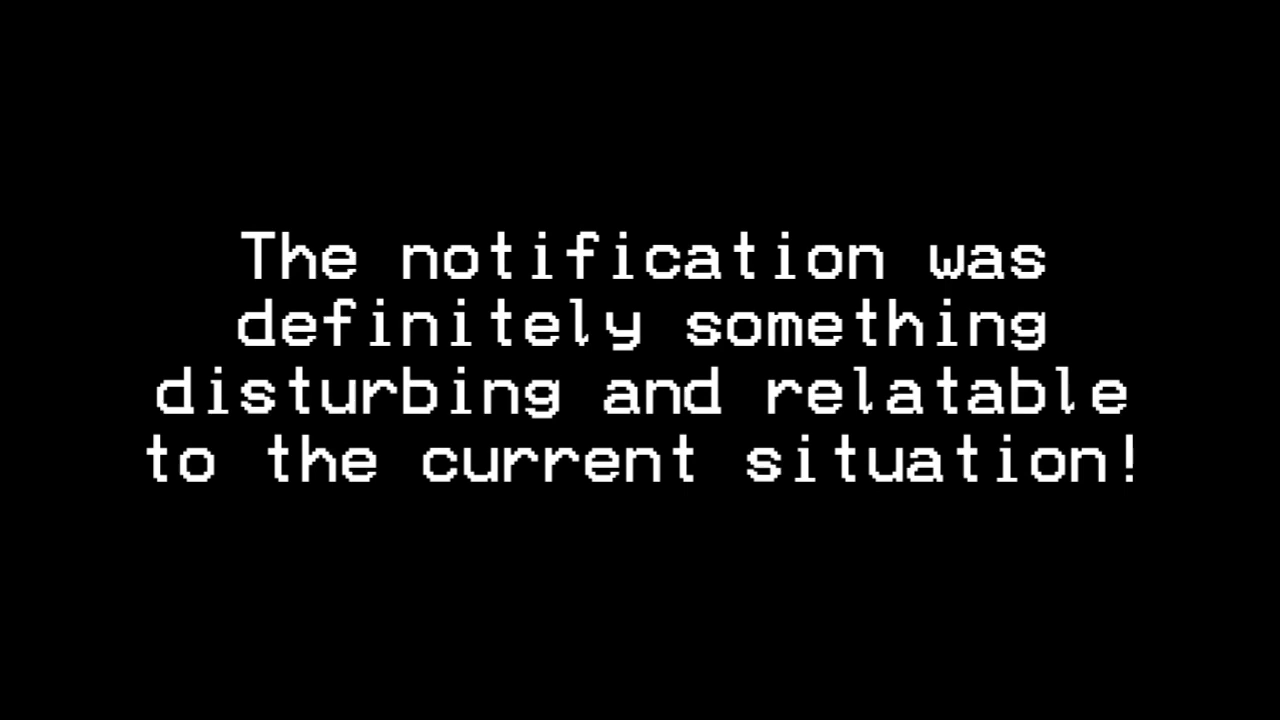 The notification was
definitely something
disturbing and relatable
to the current situation!